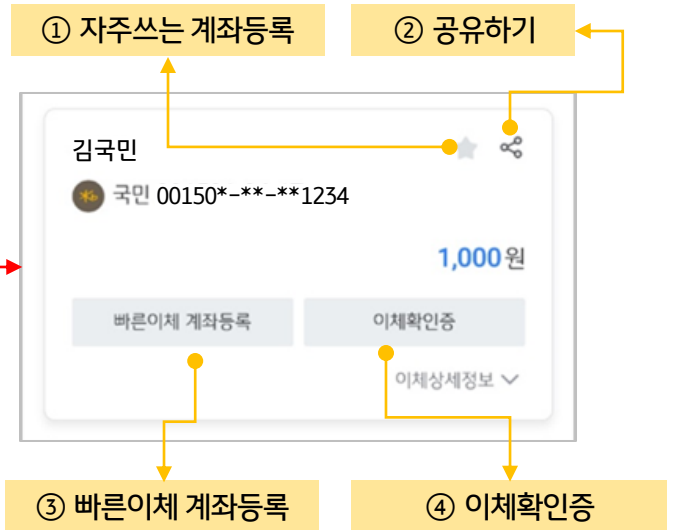 ① 자주쓰는 계좌등록
② 공유하기
김국민
국민 00150*-**-**1234
1,000원
빠른이체 계좌등록
이체확인증
이체상세정보
③ 빠른이체 계좌등록
④ 이체확인증